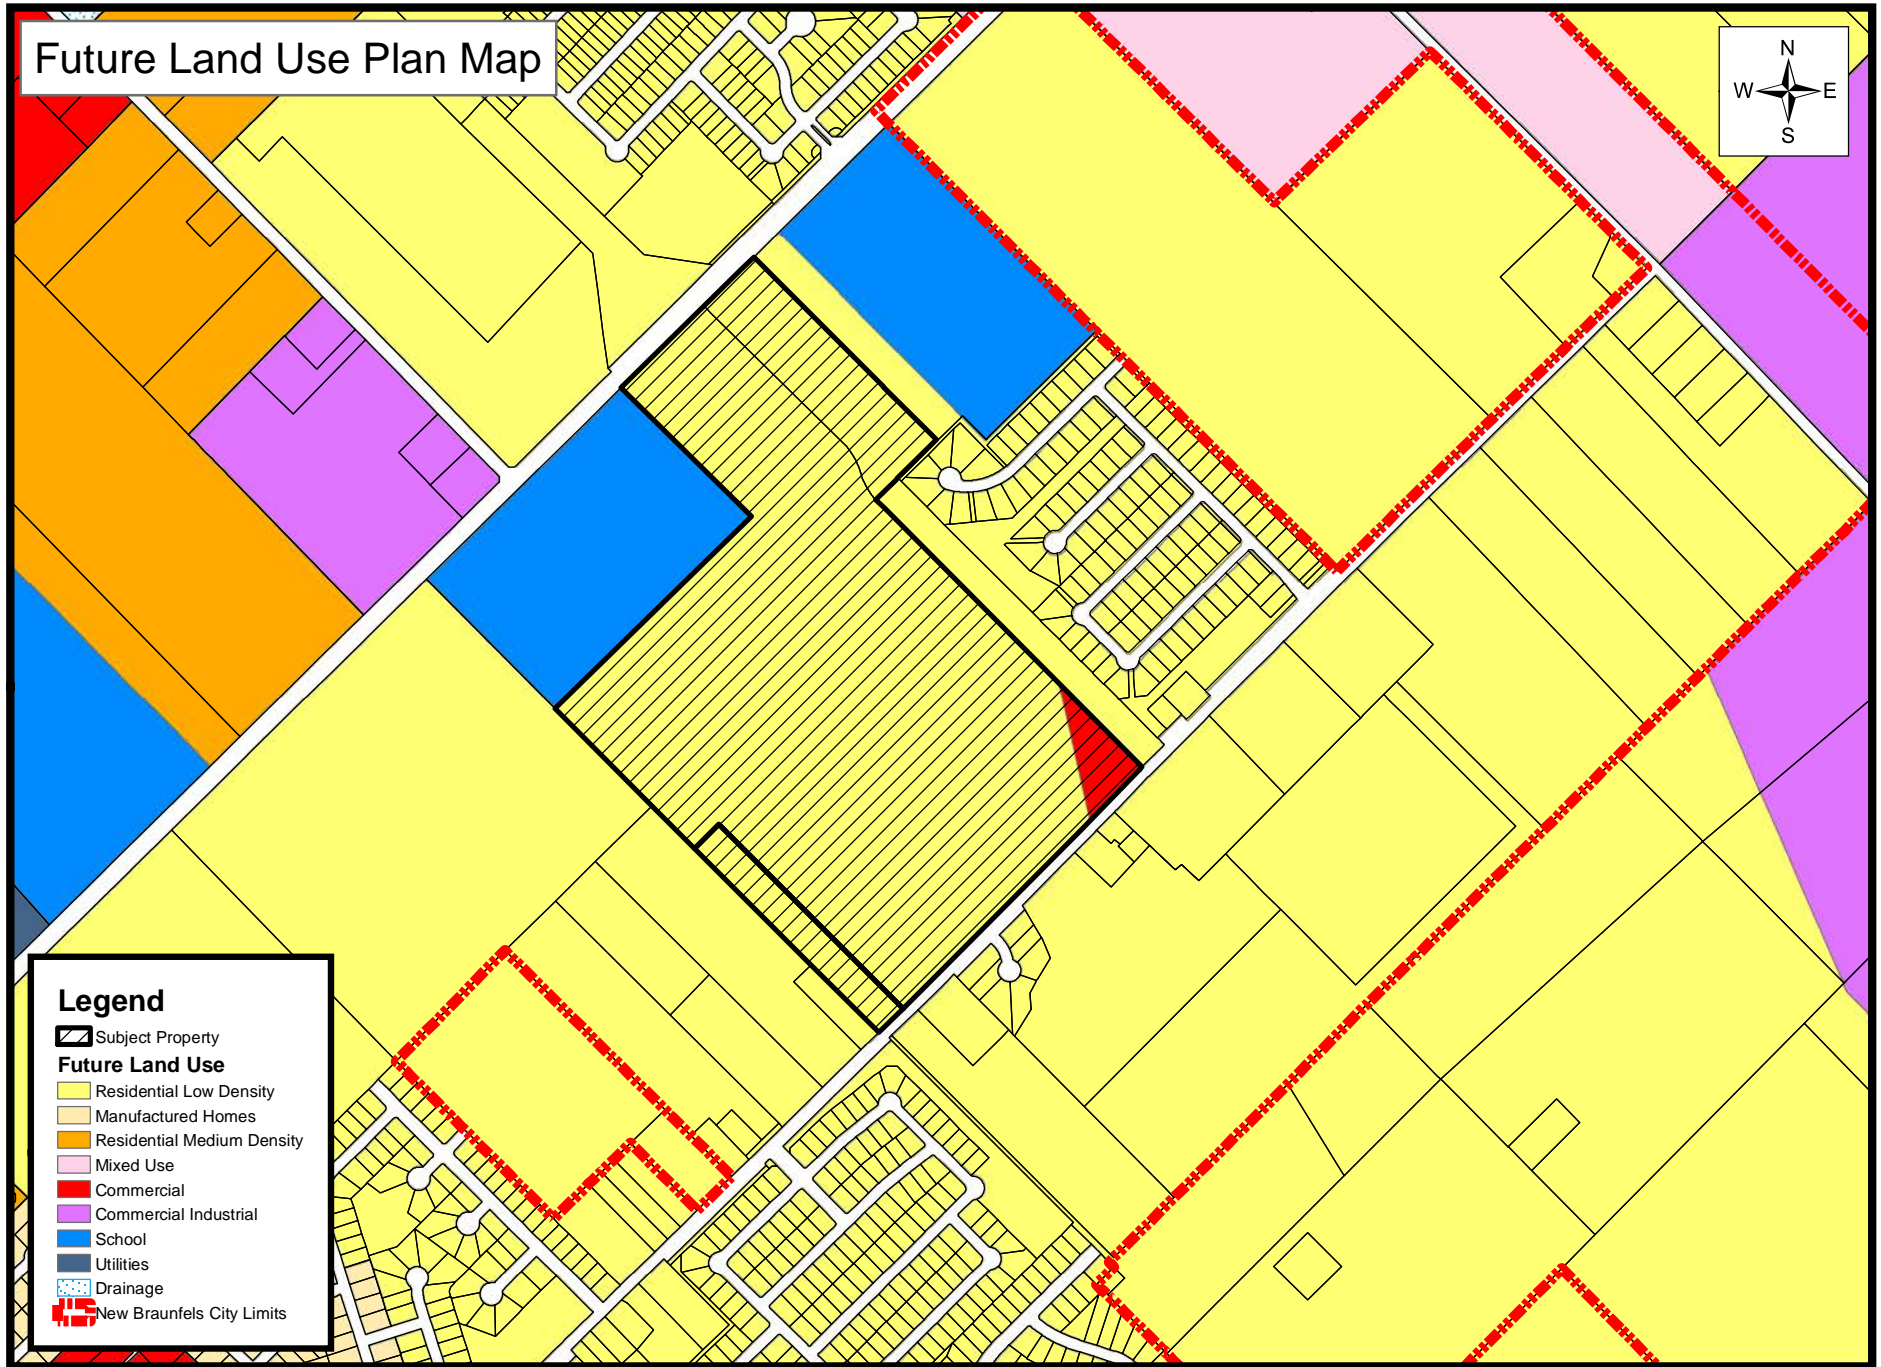 Future Land Use Plan Map
N
W E
S
Legend
Subject Property
Future Land Use
Residential Low Density
Manufactured Homes
Residential Medium Density
Mixed Use
Commercial
Commercial Industrial
School
Utilities
Drainage
New Braunfels City Limits